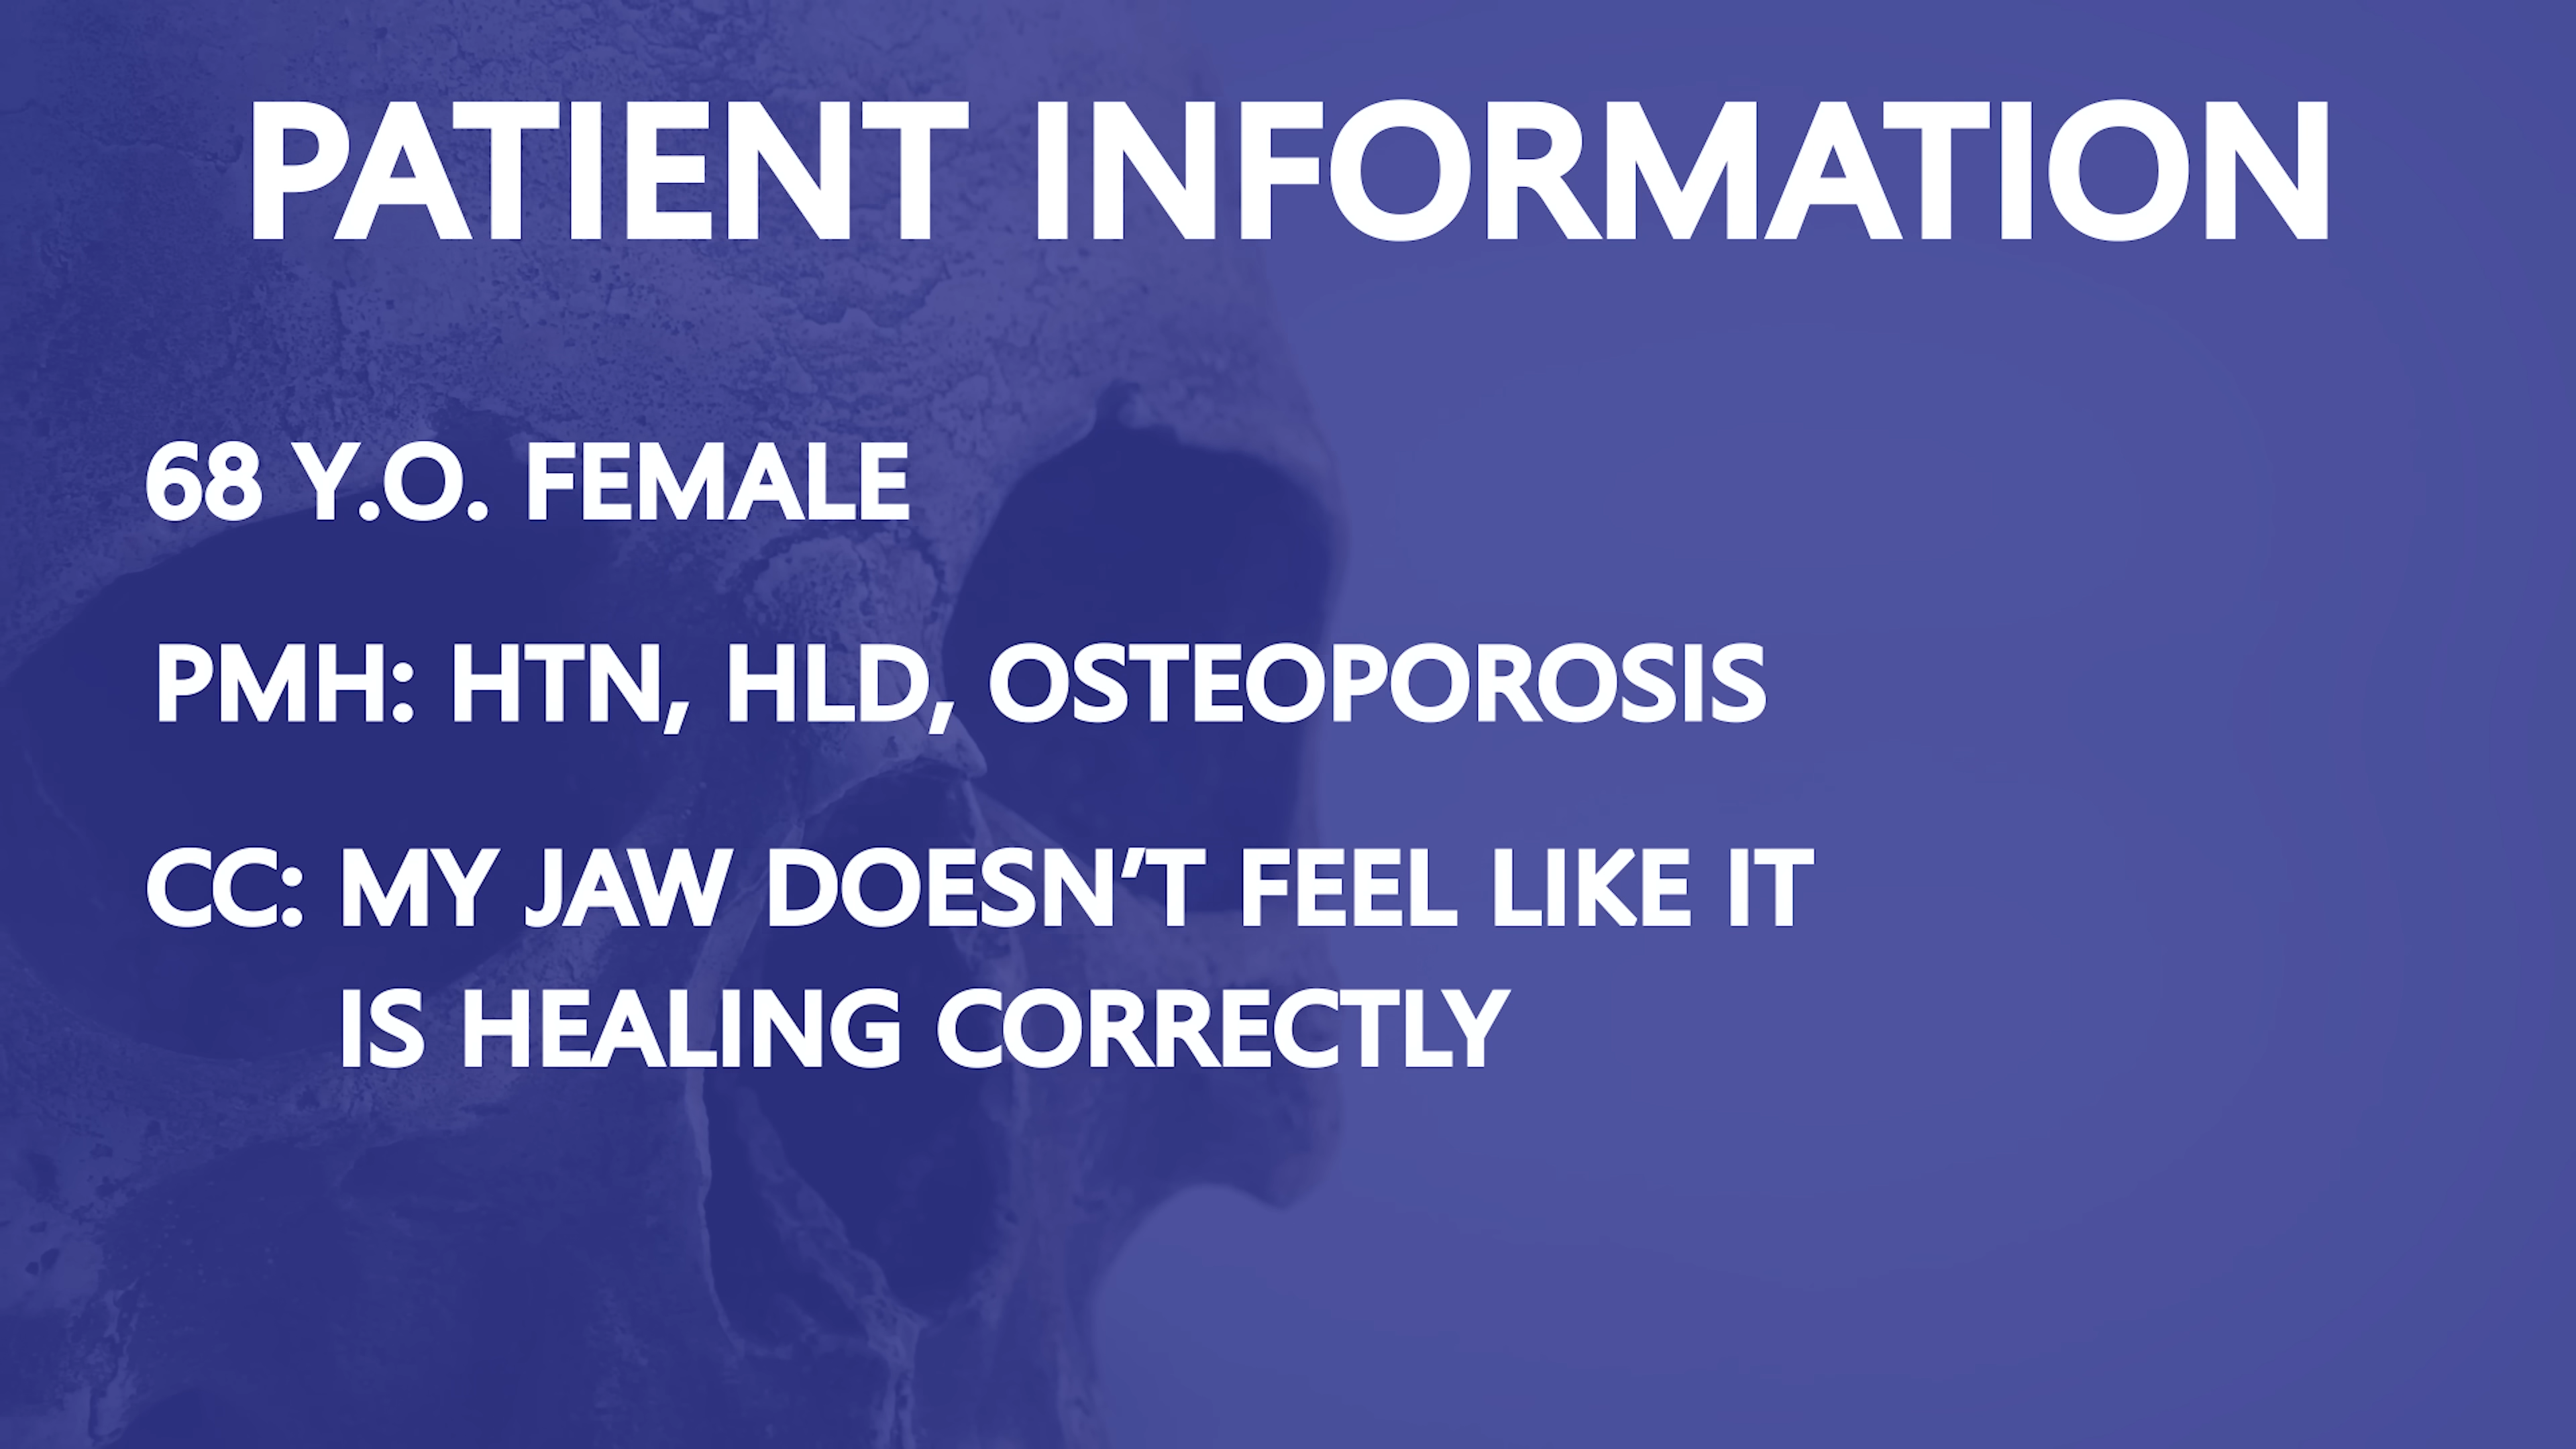 PATIENT INFORMATION
68 Y.O. FEMALE
PMH: HTN, HLD, OSTEOPOROSIS
CC: MY JAW DOESN’T FEEL LIKE IT
IS HEALING CORRECTLY